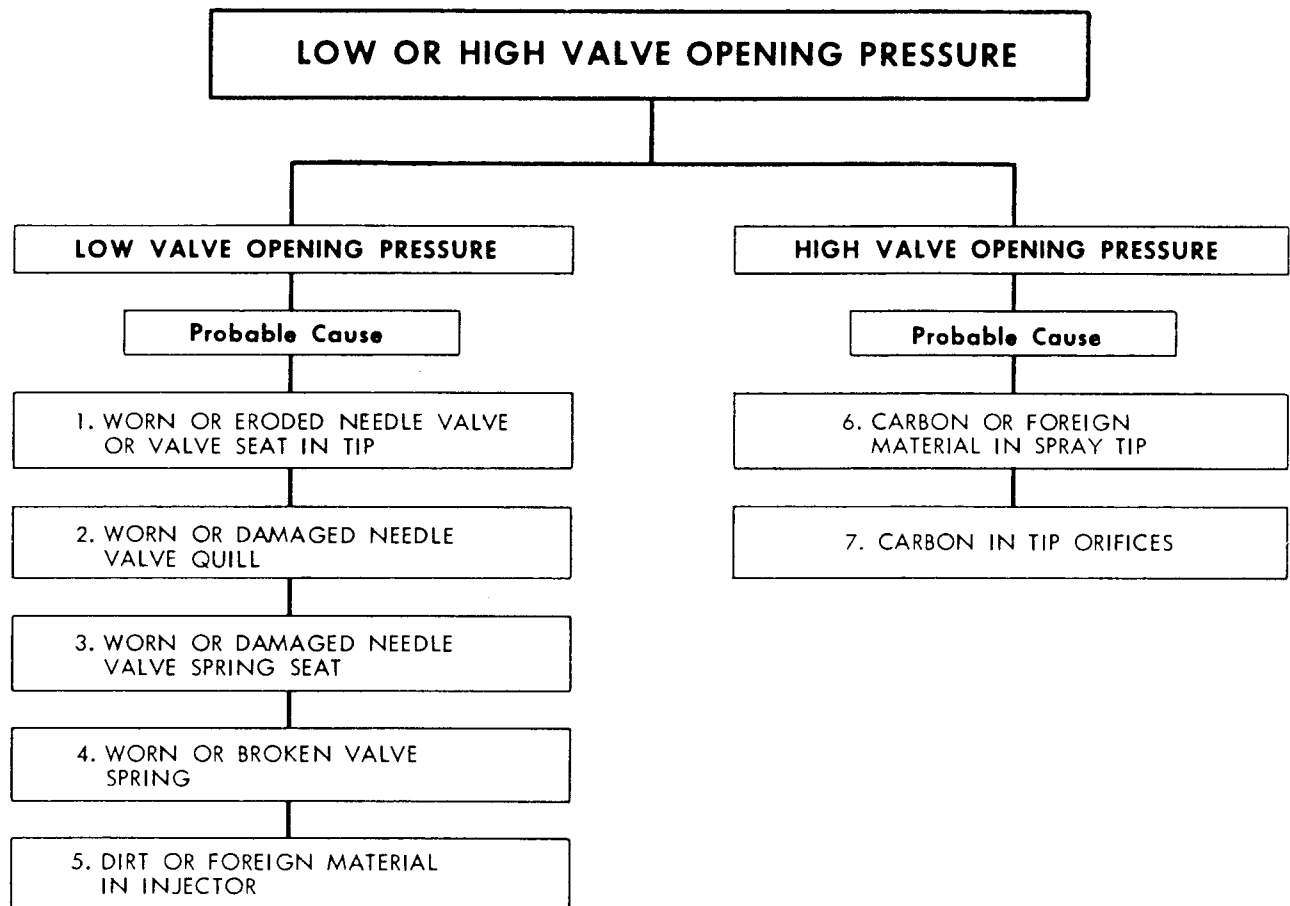 LOW OR HIGH VALVE OPENING PRESSURE
LOW VALVE OPENING PRESSURE
Probable Cause
1. WORN OR ERODED NEEDLE VALVE
OR VALVE SEAT IN TIP
2. WORN OR DAMAGED NEEDLE
VALVE QUILL
3. WORN OR DAMAGED NEEDLE
VALVE SPRING SEAT
4. WORN OR BROKEN VALVE
SPRING
5. DIRT OR FOREIGN MATERIAL
IN INJECTOR
HIGH VALVE OPENING PRESSURE
Probable Cause
6. CARBON OR FOREIGN
MATERIAL IN SPRAY TIP
7. CARBON IN TIP ORIFICES